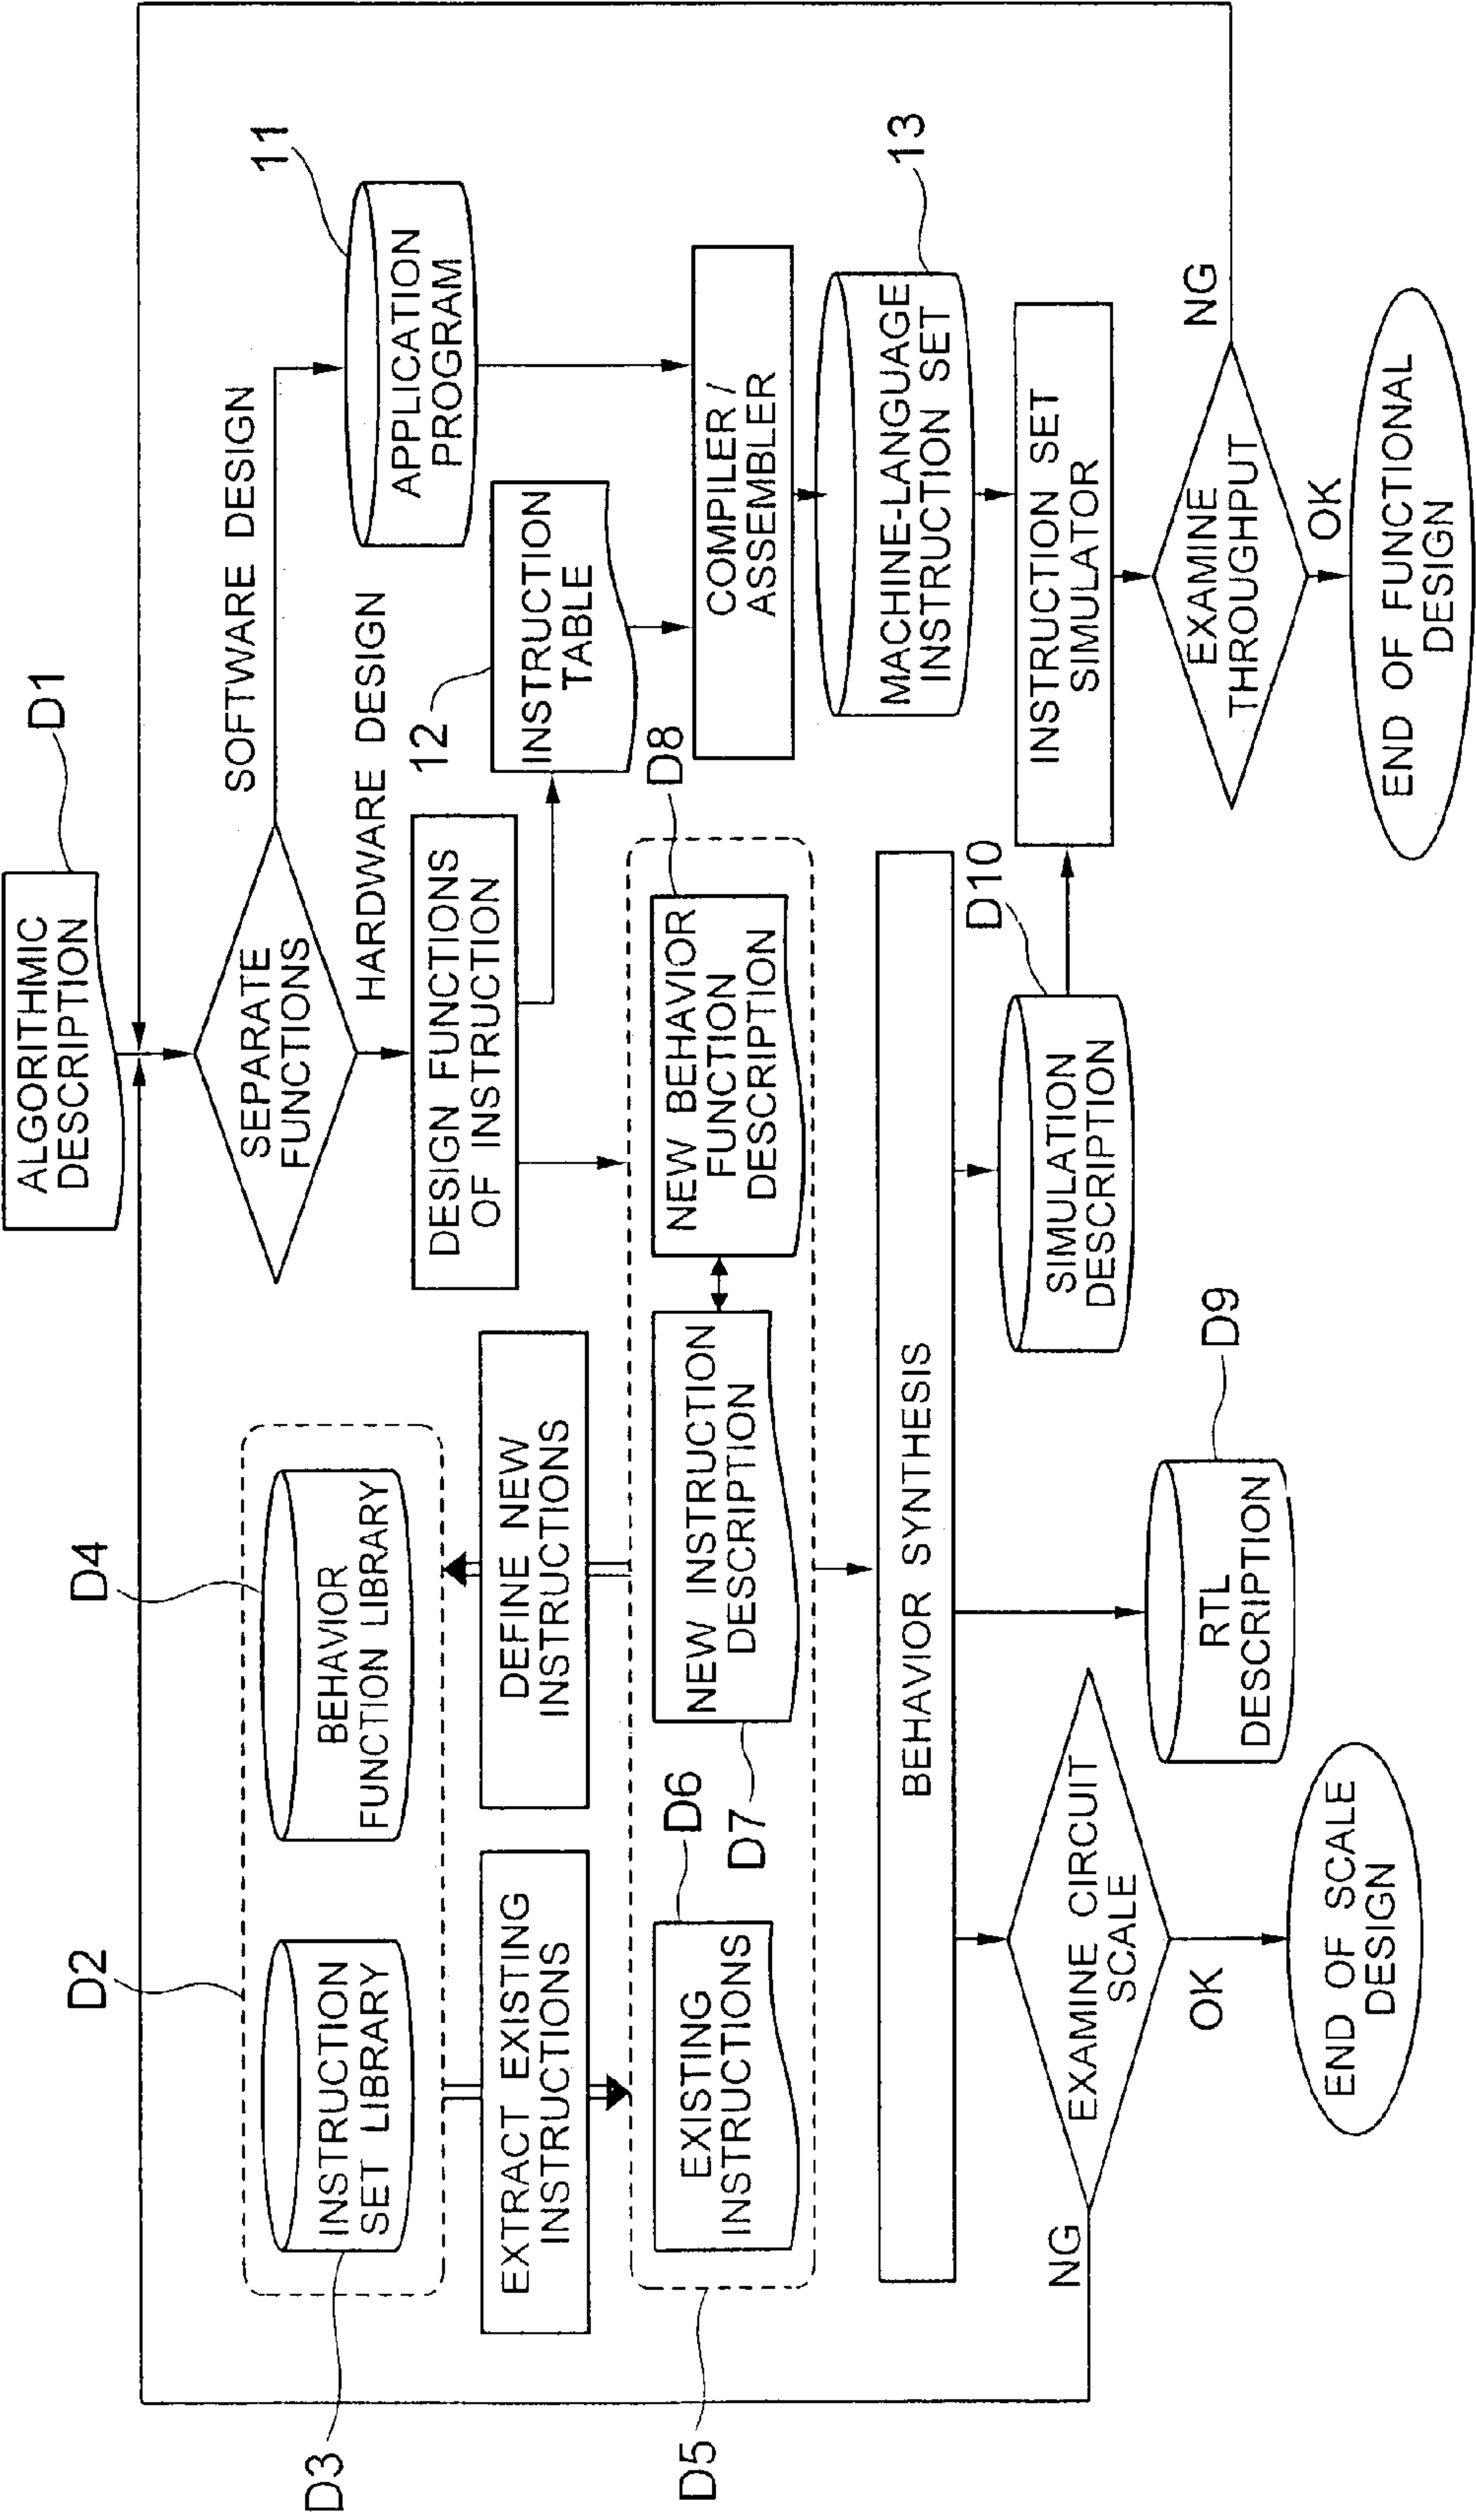 D1
ALGORITHMIC
DESCRIPTION
SEPARATE
FUNCTIONS
SOFTWARE DESIGN
HARDWARE DESIGN
11
APPLICATION
PROGRAM
D2
D4
D3
INSTRUCTION
SET LIBRARY
BEHAVIOR
FUNCTION LIBRARY
DESIGN FUNCTIONS
OF INSTRUCTION
12
INSTRUCTION
TABLE
EXTRACT EXISTING
INSTRUCTIONS
DEFINE NEW
INSTRUCTIONS
D5
D6
EXISTING
INSTRUCTIONS
D7
NEW INSTRUCTION
DESCRIPTION
D8
NEW BEHAVIOR
FUNCTION
DESCRIPTION
COMPILER /
ASSEMBLER
13
MACHINE-LANGUAGE
INSTRUCTION SET
BEHAVIOR SYNTHESIS
D10
SIMULATION
DESCRIPTION
INSTRUCTION SET
SIMULATOR
NG
EXAMINE CIRCUIT
SCALE
OK
END OF SCALE
DESIGN
D9
RTL
DESCRIPTION
EXAMINE
THROUGHPUT
NG
OK
END OF FUNCTIONAL
DESIGN